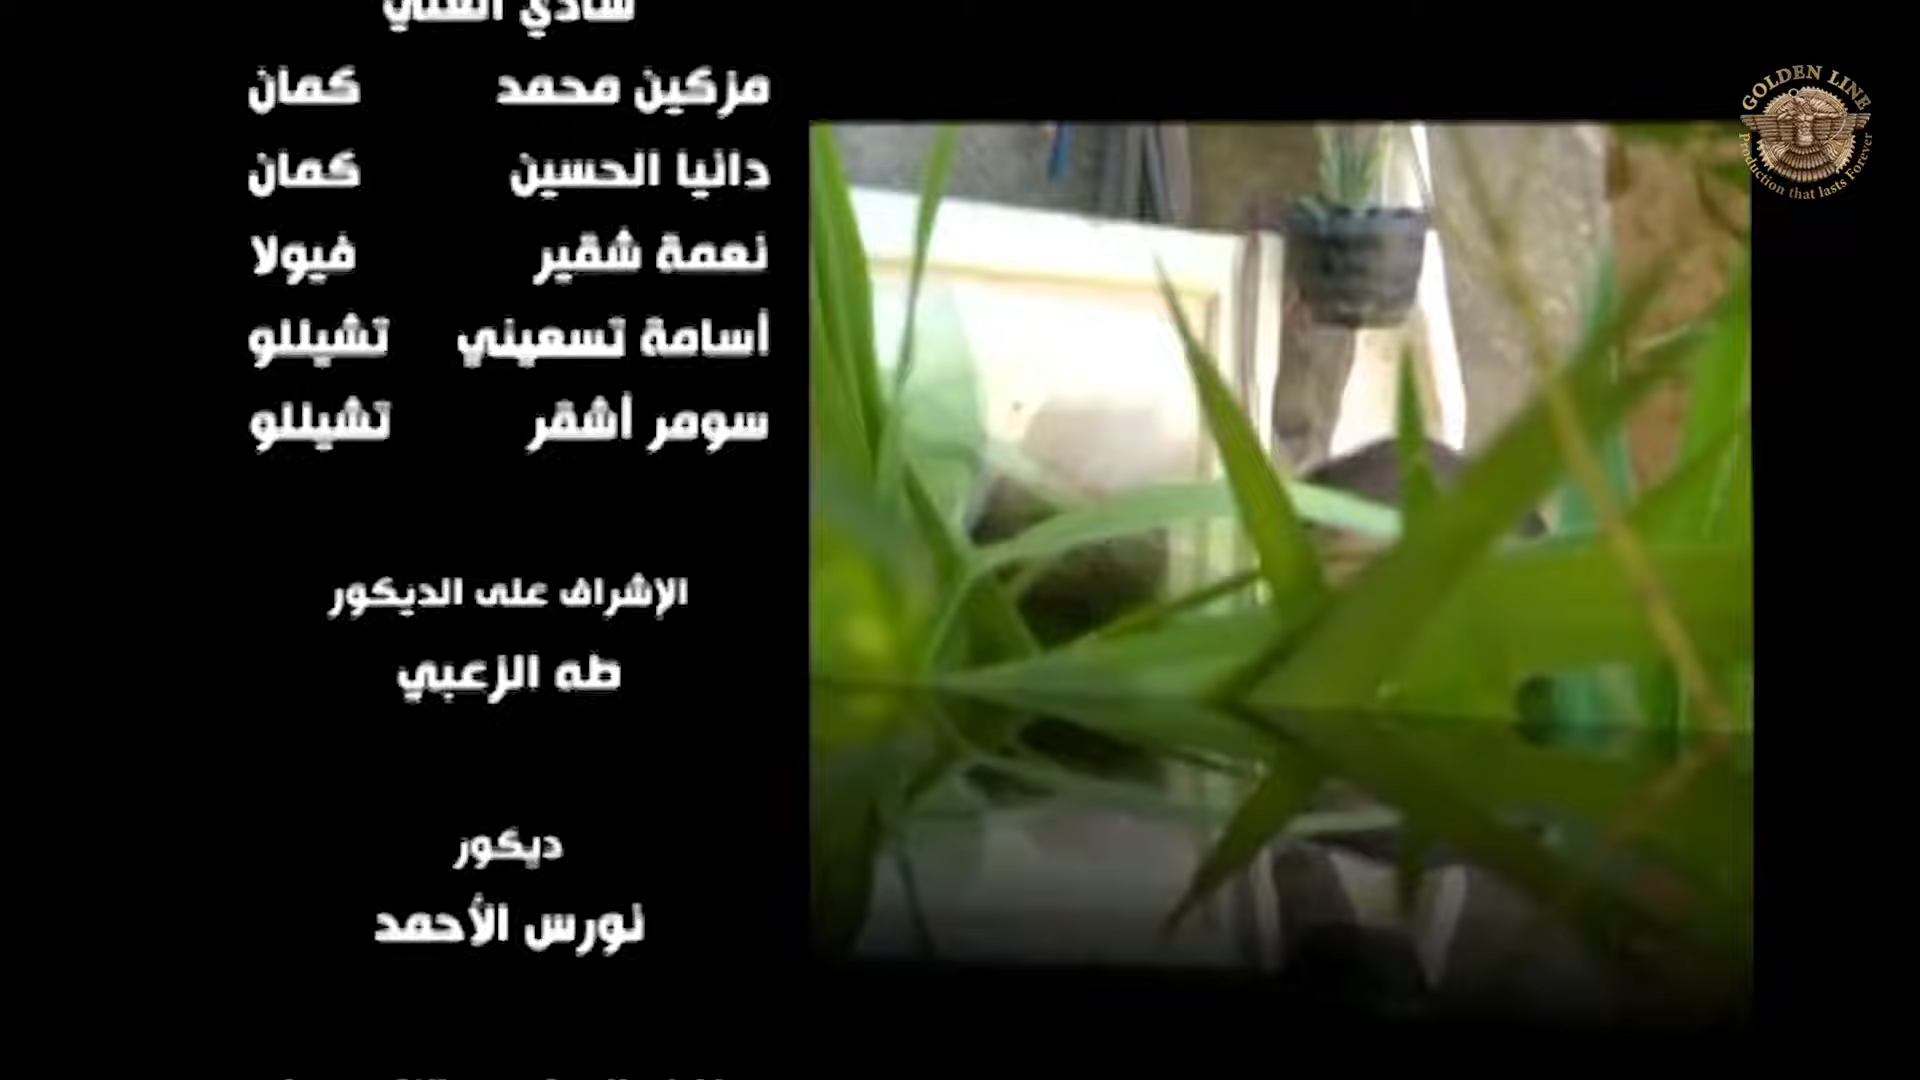 مزكين محمد كمان
دانيا الحسين كمان
نعمة شقير فيولا
أسامة تسعيني تشيللو
سومر أشقر تشيللو
الإشراف على الديكور
طه الزعبي
ديكور
نورس الأحمد
GOLDEN LINE
Production that lasts Forever